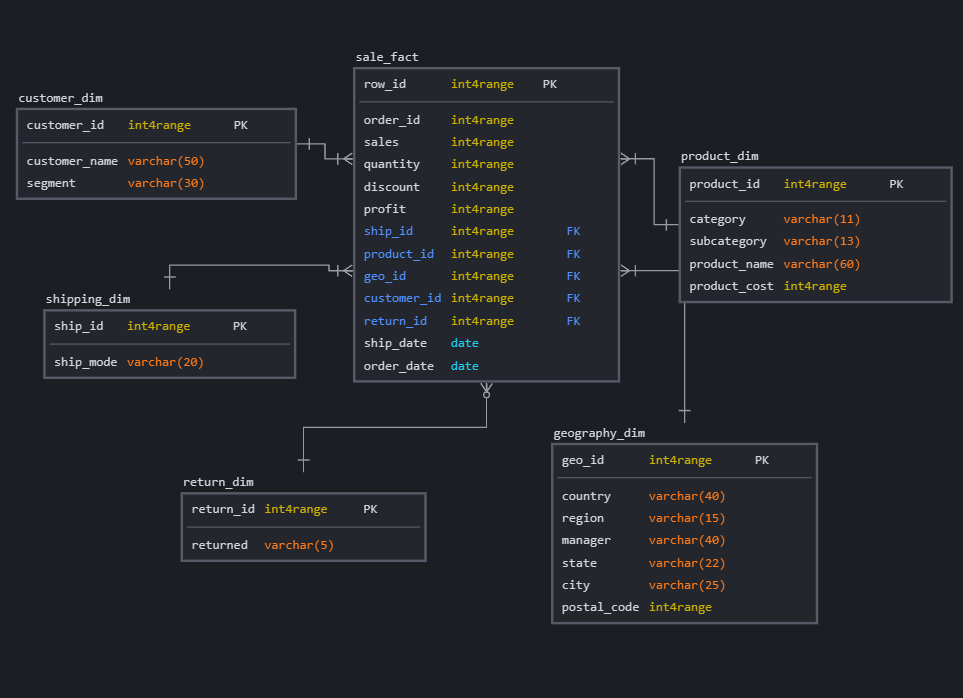 sale_fact
row_id int4range PK
order_id int4range
sales int4range
quantity int4range
discount int4range
profit int4range
ship_id int4range FK
product_id int4range FK
geo_id int4range FK
customer_id int4range FK
return_id int4range FK
ship_date date
order_date date
customer_dim
customer_id int4range PK
customer_name varchar(50)
segment varchar(30)
product_dim
product_id int4range PK
category varchar(11)
subcategory varchar(13)
product_name varchar(60)
product_cost int4range
shipping_dim
ship_id int4range PK
ship_mode varchar(20)
geography_dim
geo_id int4range PK
country varchar(40)
region varchar(15)
manager varchar(40)
state varchar(22)
city varchar(25)
postal_code int4range
return_dim
return_id int4range PK
returned varchar(5)